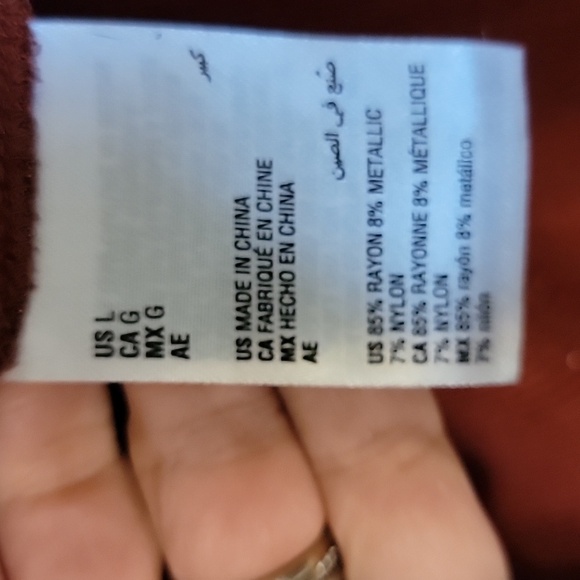 US L
CA G
MX G
AE كبير
US MADE IN CHINA
CA FABRIQUÉ EN CHINE
MX HECHO EN CHINA
AE صنع في الصين
US 85% RAYON 8% METALLIC
7% NYLON
CA 85% RAYONNE 8% MÉTALLIQUE
7% NYLON
MX 85% rayón 8% metálico
7% nilón